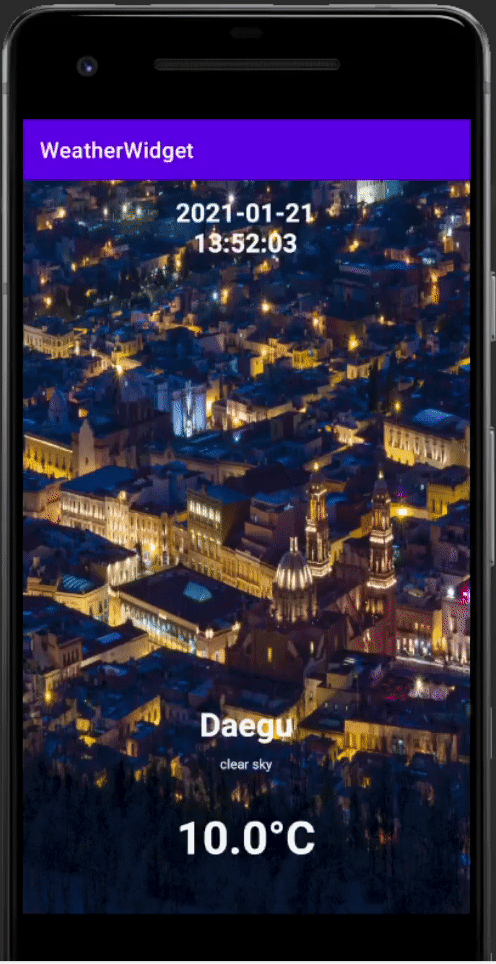 WeatherWidget
2021-01-21
13:52:03
Daegu
clear sky
10.0°C